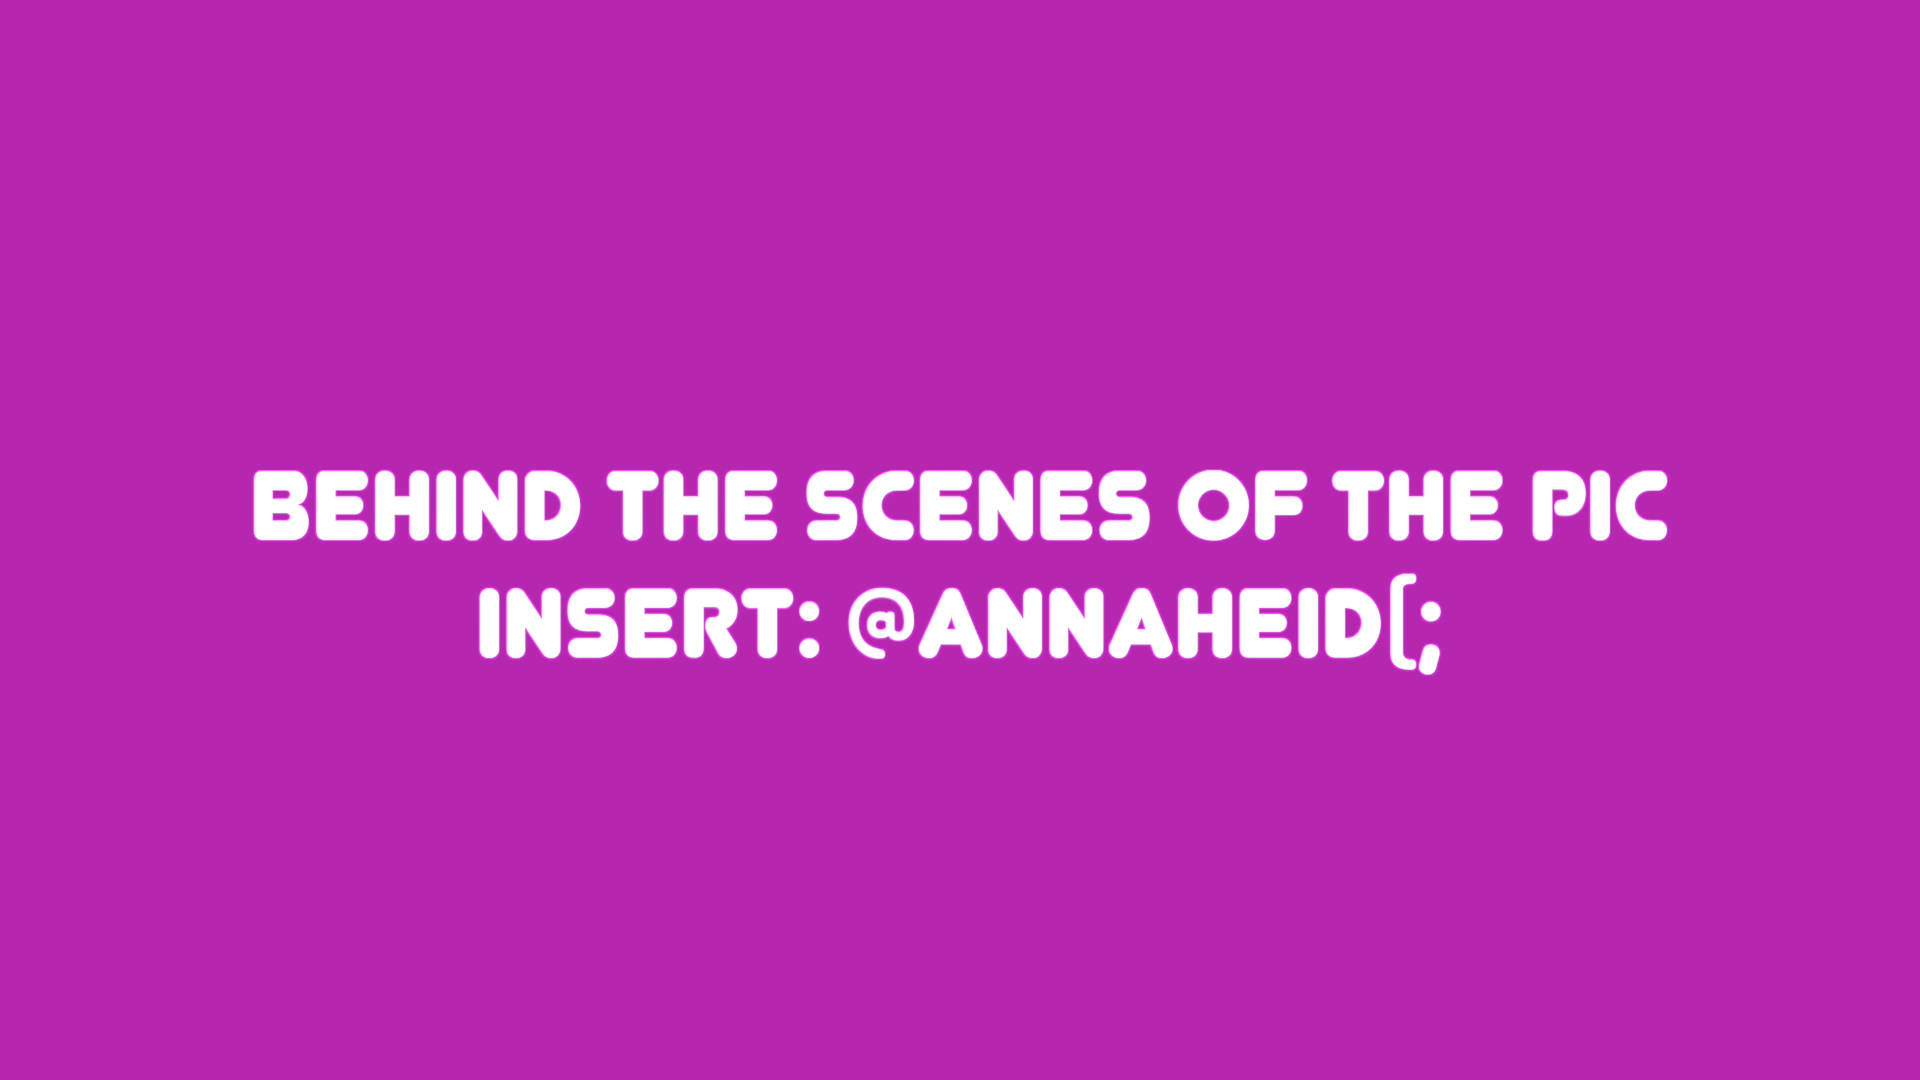 BEHIND THE SCENES OF THE PIC
INSERT: @ANNAHEID(;